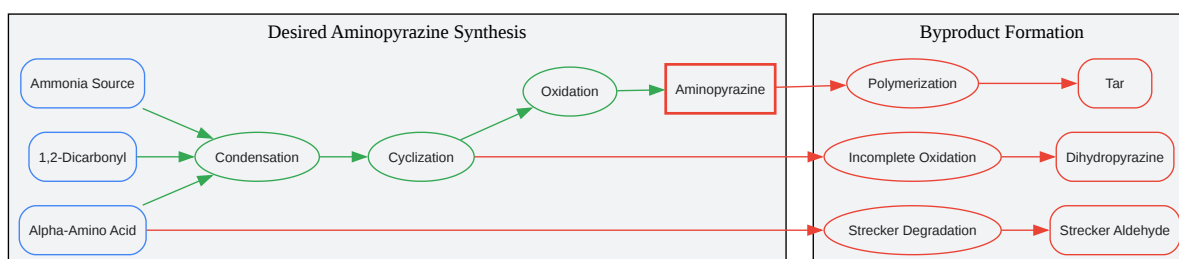 Desired Aminopyrazine Synthesis
Byproduct Formation
Ammonia Source
Oxidation
Aminopyrazine
Polymerization
Tar
1,2-Dicarbonyl
Condensation
Cyclization
Incomplete Oxidation
Dihydropyrazine
Alpha-Amino Acid
Strecker Degradation
Strecker Aldehyde